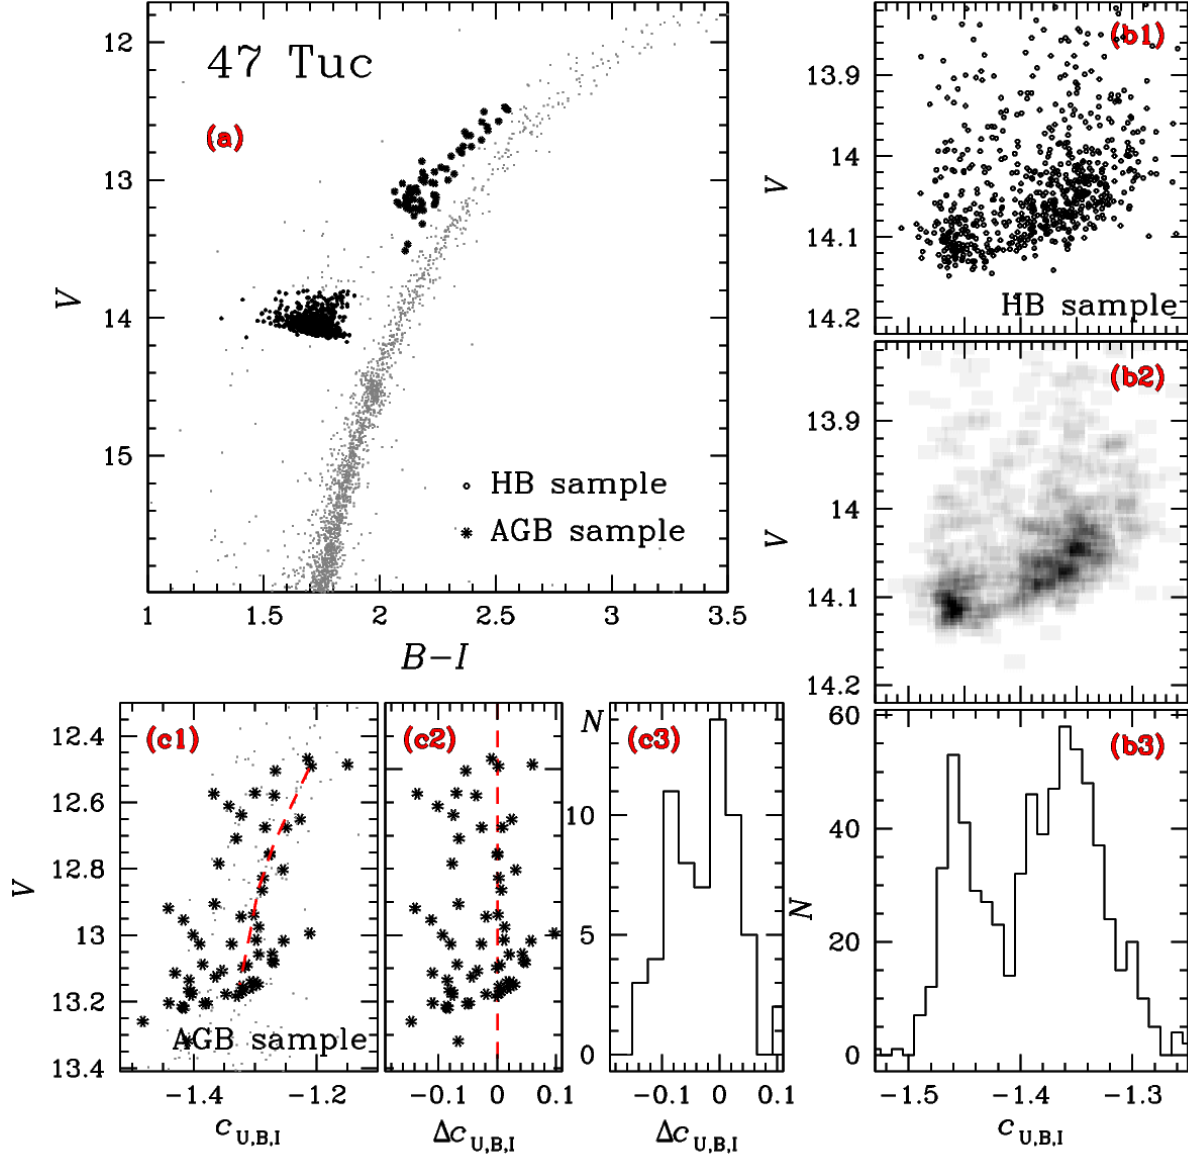 47 Tuc
(a)
12
13
14
15
V
HB sample
AGB sample
1
1.5
2
2.5
3
3.5
B−I
(b1)
13.9
14
14.1
14.2
V
HB sample
(b2)
13.9
14
14.1
14.2
V
(c1)
12.4
12.6
12.8
13
13.2
13.4
V
AGB sample
−1.4
−1.2
c U,B,I
(c2)
−0.1
0
0.1
Δc U,B,I
N
(c3)
10
5
0
−0.1
0
0.1
Δc U,B,I
(b3)
60
40
20
0
N
−1.5
−1.4
−1.3
c U,B,I